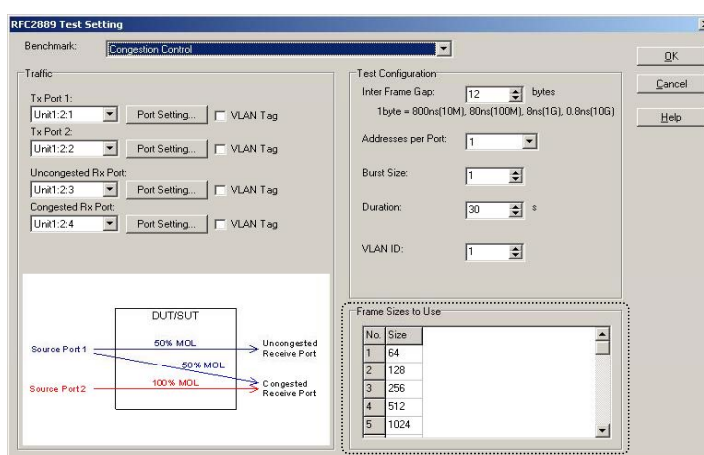 RFC2889 Test Setting
Benchmark: Congestion Control
OK
Cancel
Help
Traffic
Tx Port 1:
Unit1:2:1 Port Setting... VLAN Tag
Tx Port 2:
Unit1:2:2 Port Setting... VLAN Tag
Uncongested Rx Port:
Unit1:2:3 Port Setting... VLAN Tag
Congested Rx Port:
Unit1:2:4 Port Setting... VLAN Tag
DUT/SUT
Source Port 1
50% MOL
Uncongested
Receive Port
50% MOL
Source Port2
100% MOL
Congested
Receive Port
Test Configuration
Inter Frame Gap: 12 bytes
1byte = 800ns(10M), 80ns(100M), 8ns(1G), 0.8ns(10G)
Addresses per Port: 1
Burst Size: 1
Duration: 30 s
VLAN ID: 1
Frame Sizes to Use
No. Size
1 64
2 128
3 256
4 512
5 1024